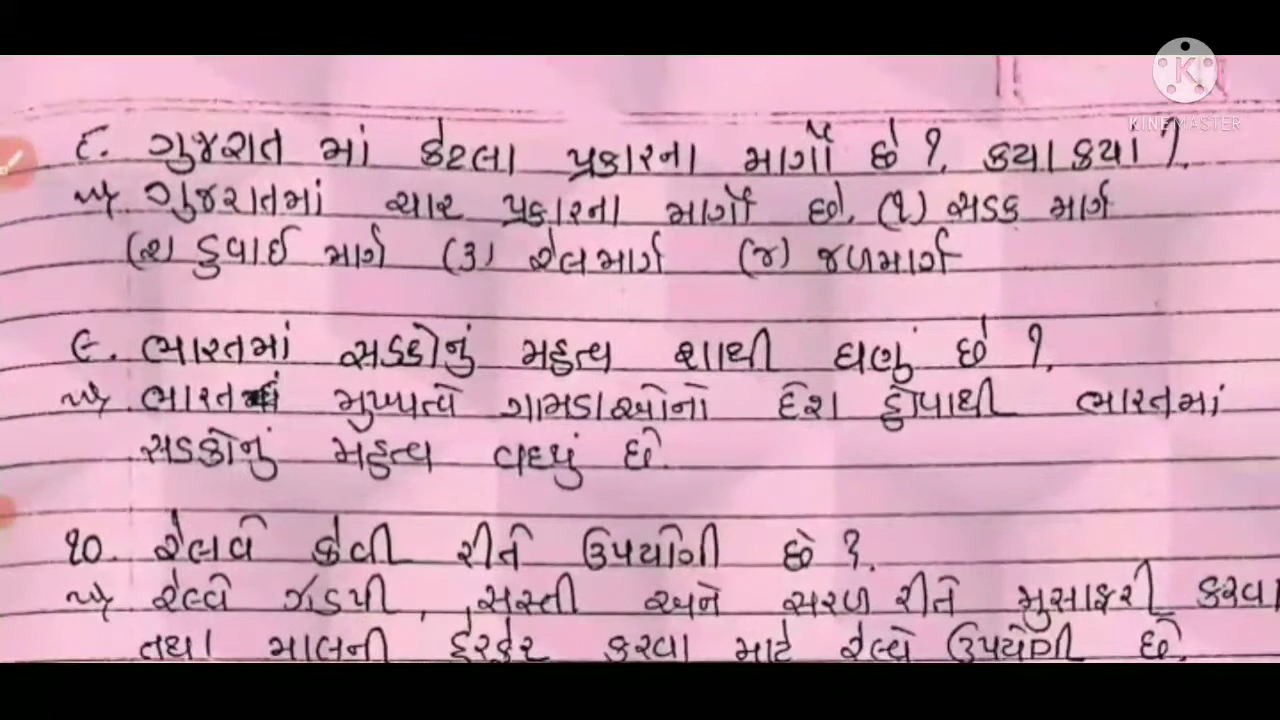 KINEMASTER
૮. ગુજરાત માં કેટલા પ્રકારના માર્ગો છે ?. કયા કયા ?.
ગુજરાતમાં ચાર પ્રકારના માર્ગો છે. (૧) સડક માર્ગ
(૨) હવાઈ માર્ગ (૩) રેલમાર્ગ (૪) જળમાર્ગ
૯. ભારતમાં સડકોનું મહત્વ શાથી ઘણું છે ?.
ભારત મુખ્યત્વે ગામડાઓનો દેશ હોવાથી ભારતમાં
સડકોનું મહત્વ વધ્યું છે.
૧૦. રેલવે કેવી રીતે ઉપયોગી છે ?.
રેલ્વે ઝડપી, સસ્તી અને સરળ રીતે મુસાફરી કરવા
તથા માલની હેરફેર કરવા માટે રેલ્વે ઉપયોગી છે.